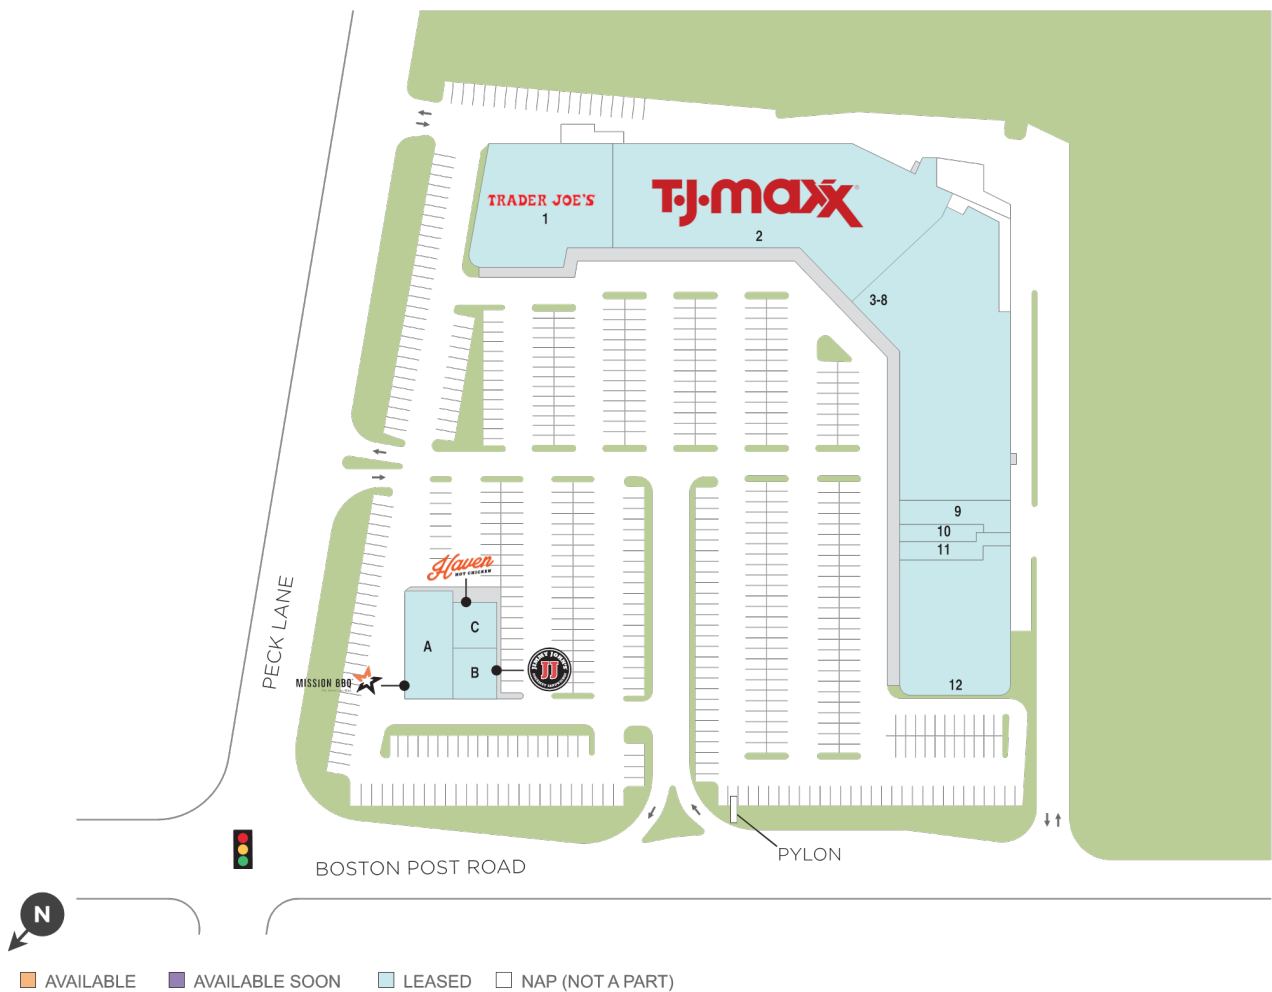 TRADER JOE'S
1
T·J·maxx®
2
3-8
9
10
11
12
Haven
HOT CHICKEN
A
C
B
JIMMY JOHN'S
JJ
MISSION BBQ
PECK LANE
BOSTON POST ROAD
PYLON
N
AVAILABLE
AVAILABLE SOON
LEASED
NAP (NOT A PART)